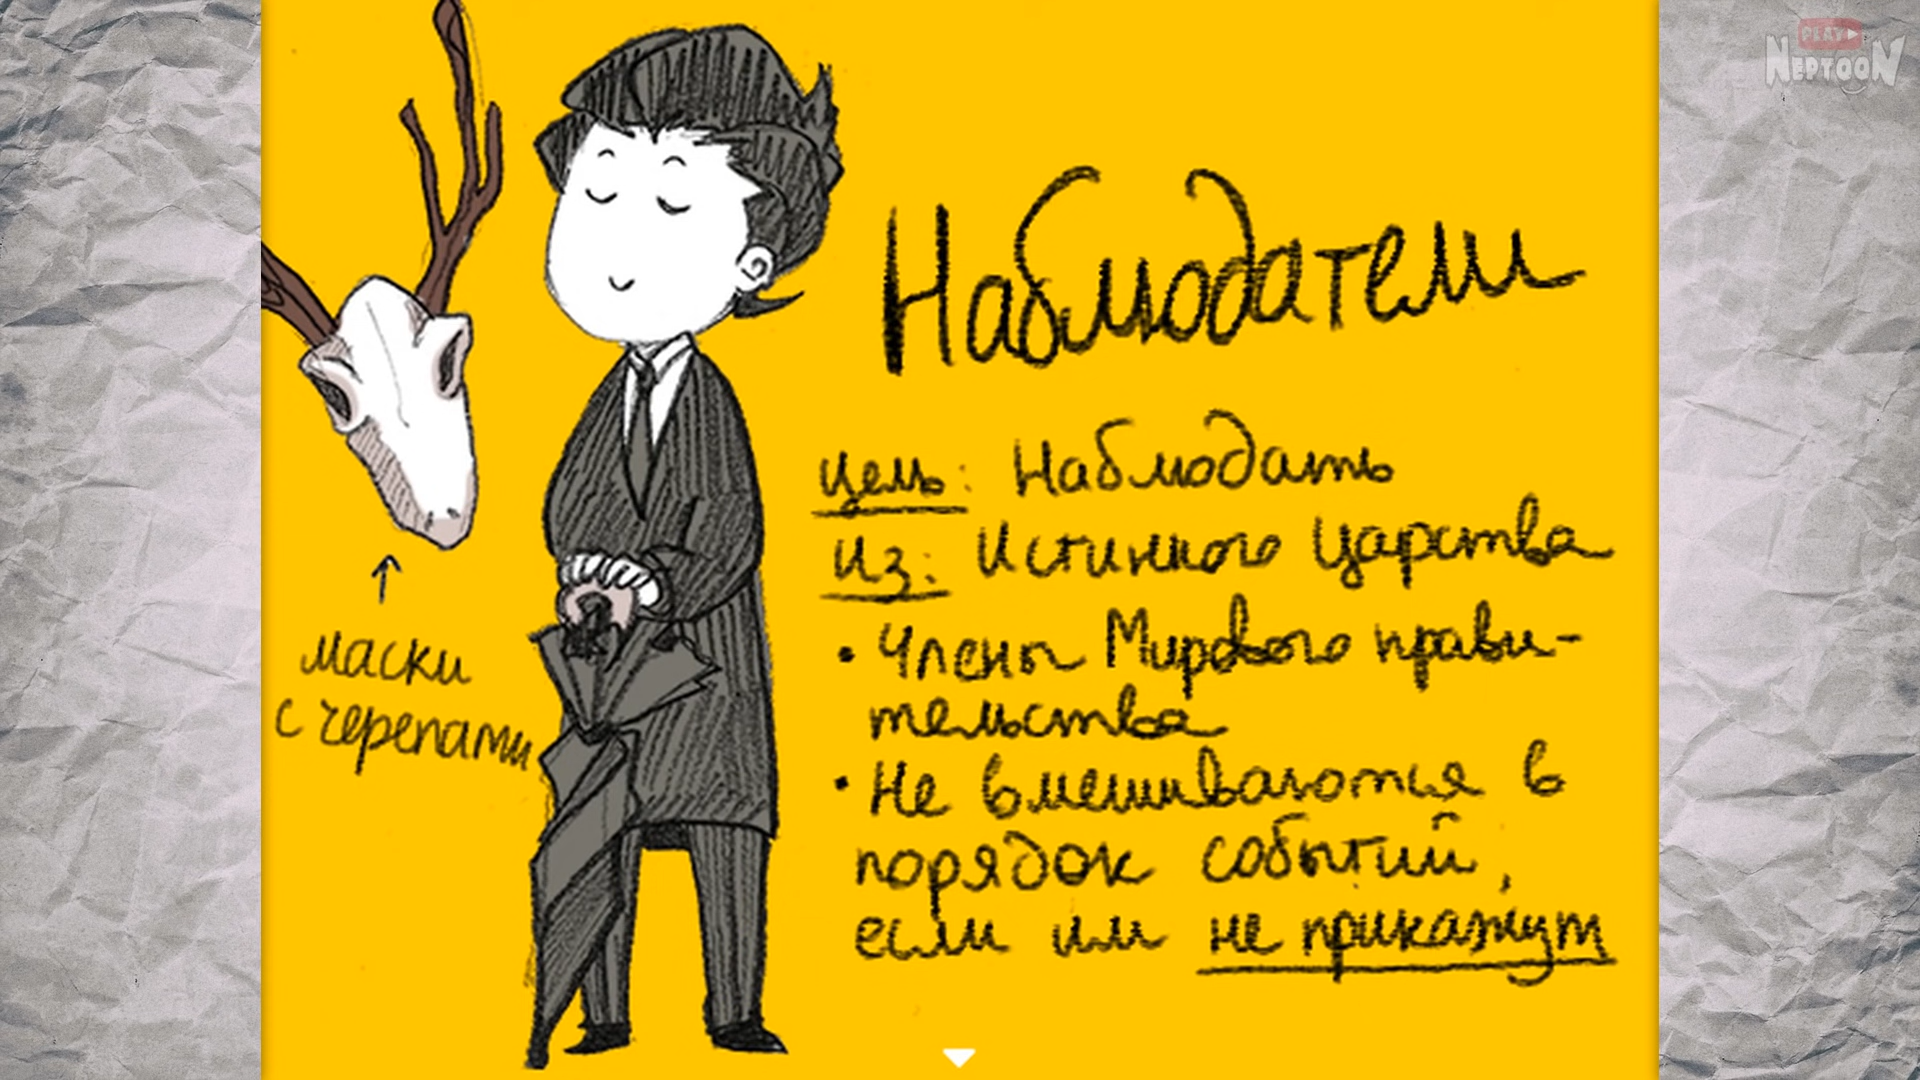 PLAY
NEPTOON
Наблюдатели
Цель: Наблюдать
Из: Истинного Царства
• Члены Мирового прави-
тельства
• Не вмешиваются в
порядок событий,
если им не прикажут
маски
с черепами